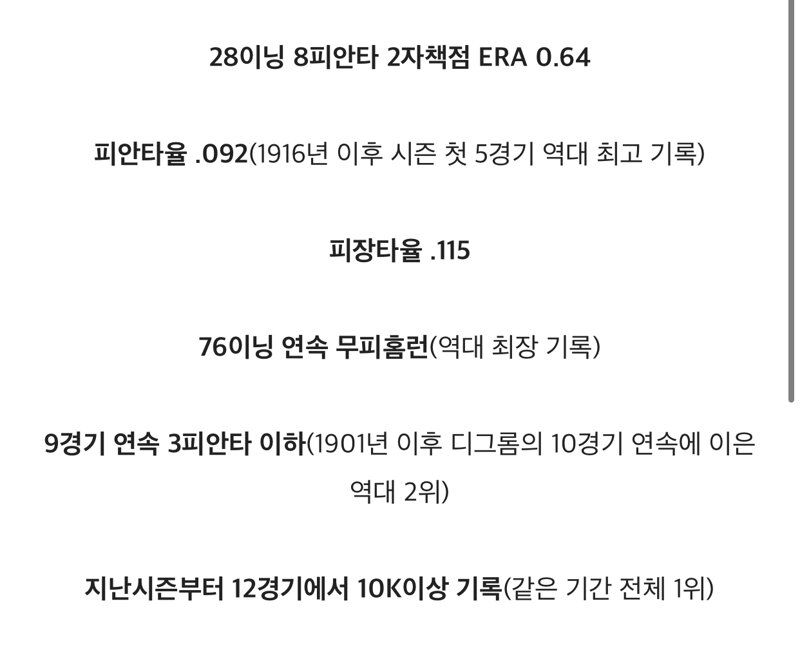 28이닝 8피안타 2자책점 ERA 0.64
피안타율 .092(1916년 이후 시즌 첫 5경기 역대 최고 기록)
피장타율 .115
76이닝 연속 무피홈런(역대 최장 기록)
9경기 연속 3피안타 이하(1901년 이후 디그롬의 10경기 연속에 이은
역대 2위)
지난시즌부터 12경기에서 10K이상 기록(같은 기간 전체 1위)